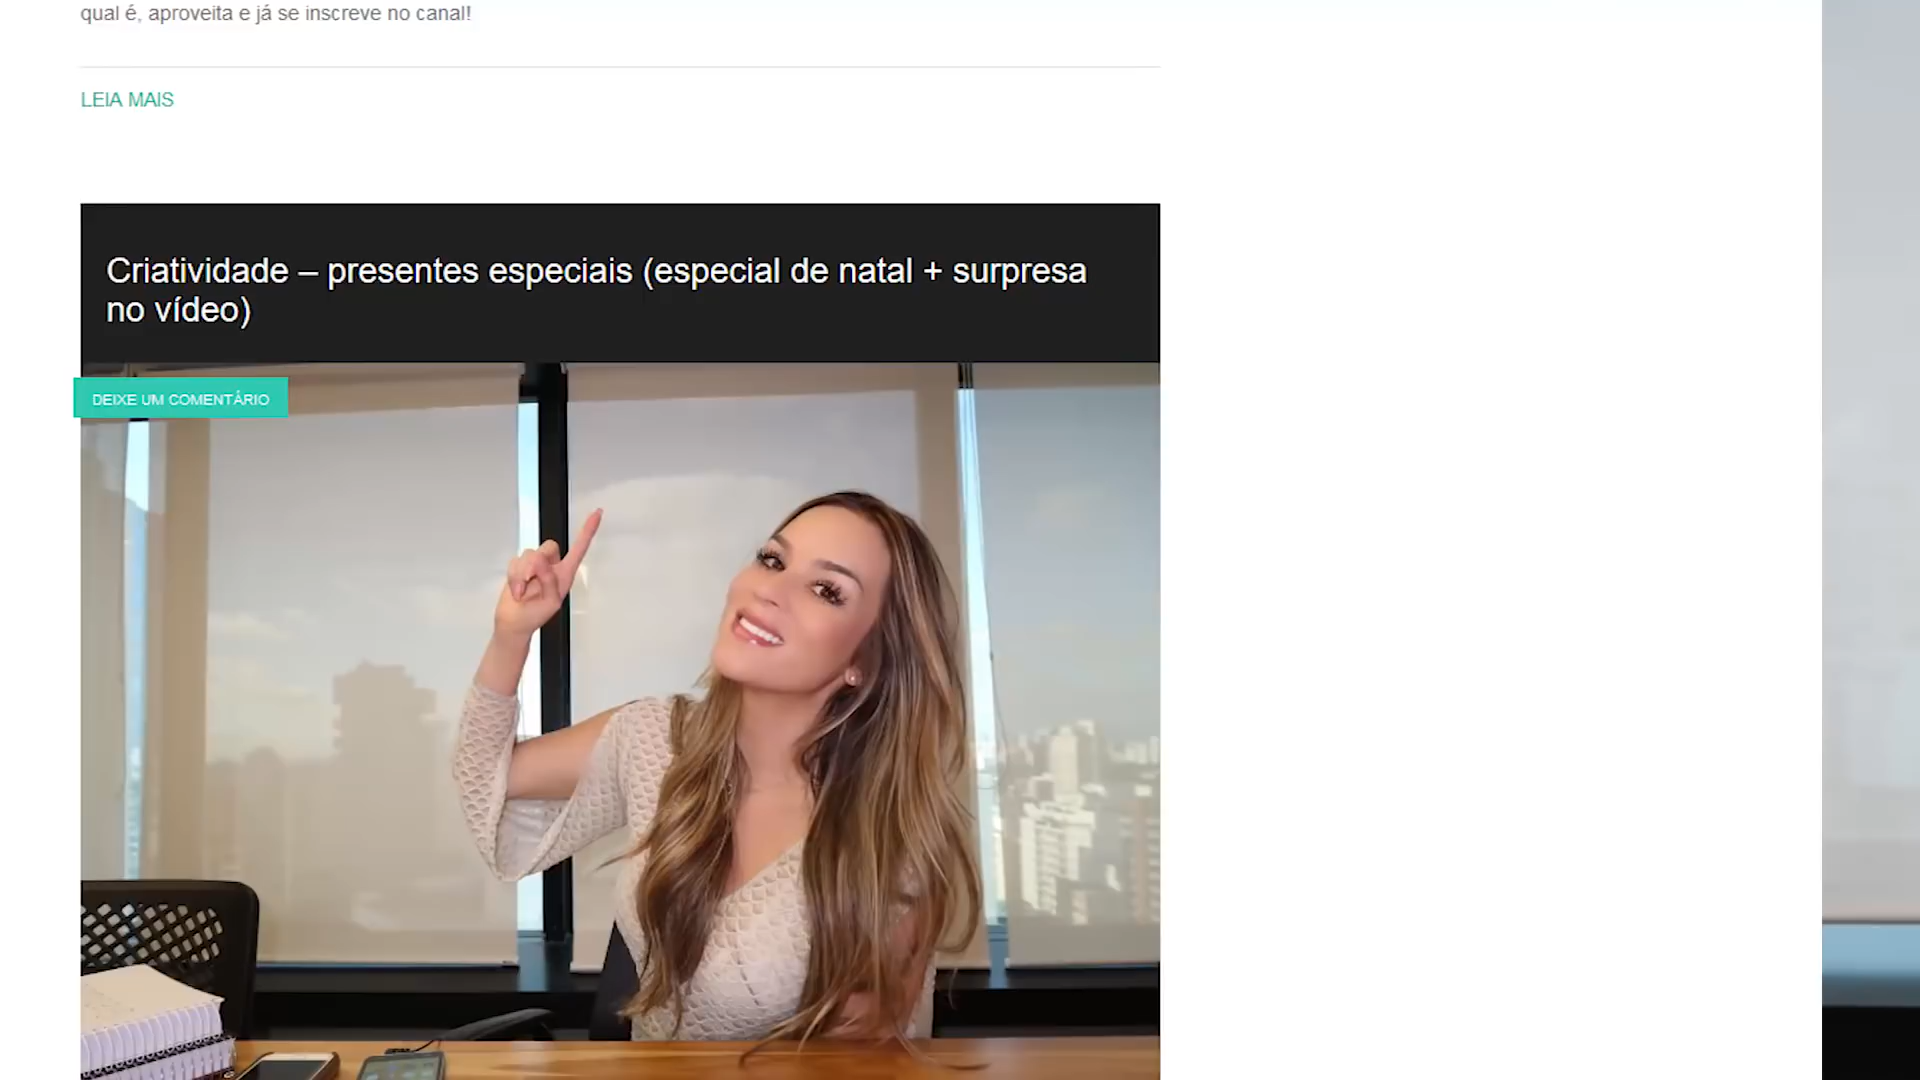 qual é, aproveita e já se inscreve no canal!
LEIA MAIS
Criatividade – presentes especiais (especial de natal + surpresa
no vídeo)
DEIXE UM COMENTÁRIO